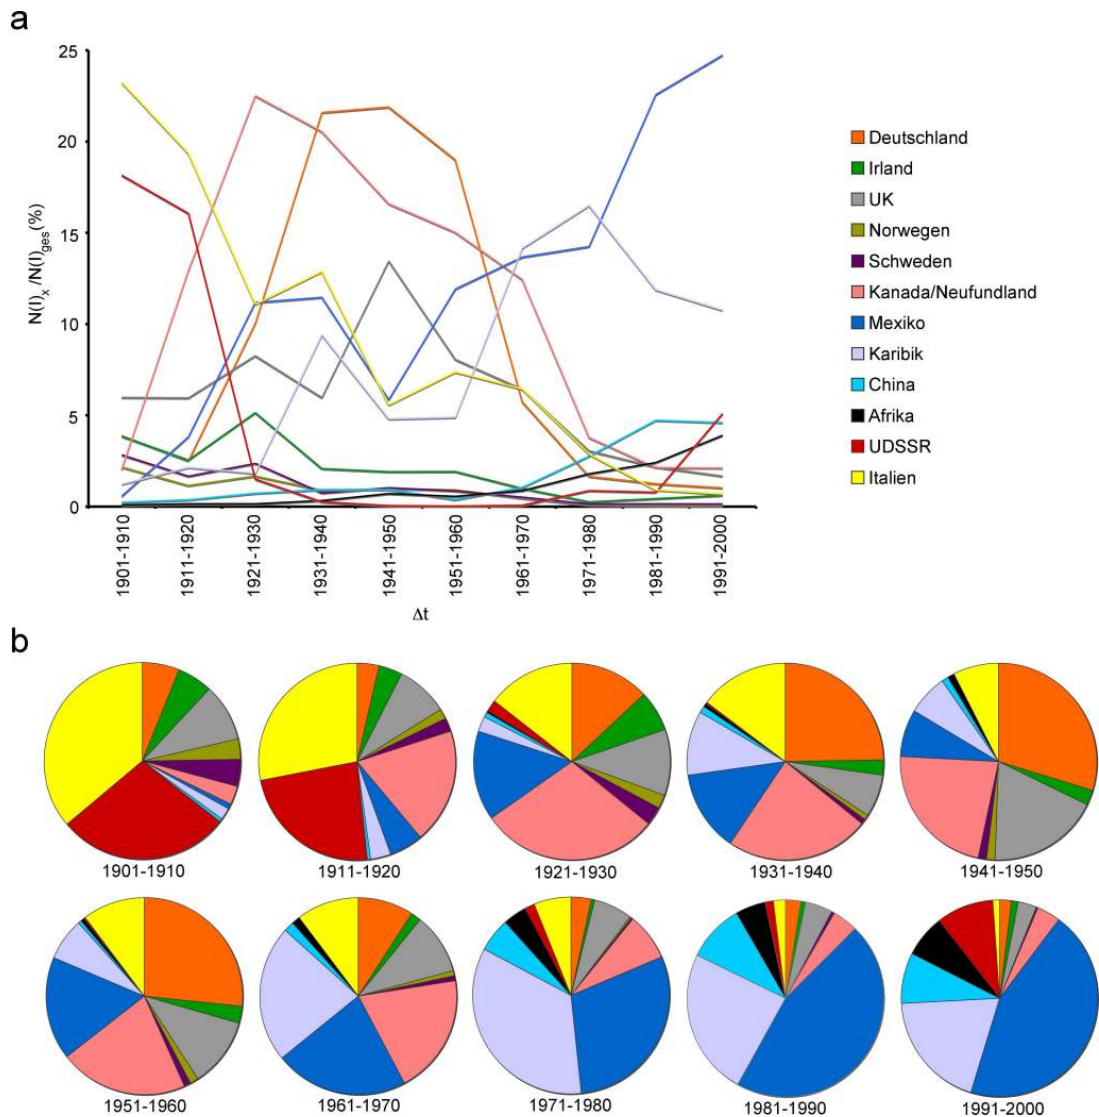 a
25
20
15
10
5
0
N(I)x /N(I)ges (%)
1901-1910
1911-1920
1921-1930
1931-1940
1941-1950
1951-1960
1961-1970
1971-1980
1981-1990
1991-2000
Δt
Deutschland
Irland
UK
Norwegen
Schweden
Kanada/Neufundland
Mexiko
Karibik
China
Afrika
UDSSR
Italien
b
1901-1910
1911-1920
1921-1930
1931-1940
1941-1950
1951-1960
1961-1970
1971-1980
1981-1990
1991-2000